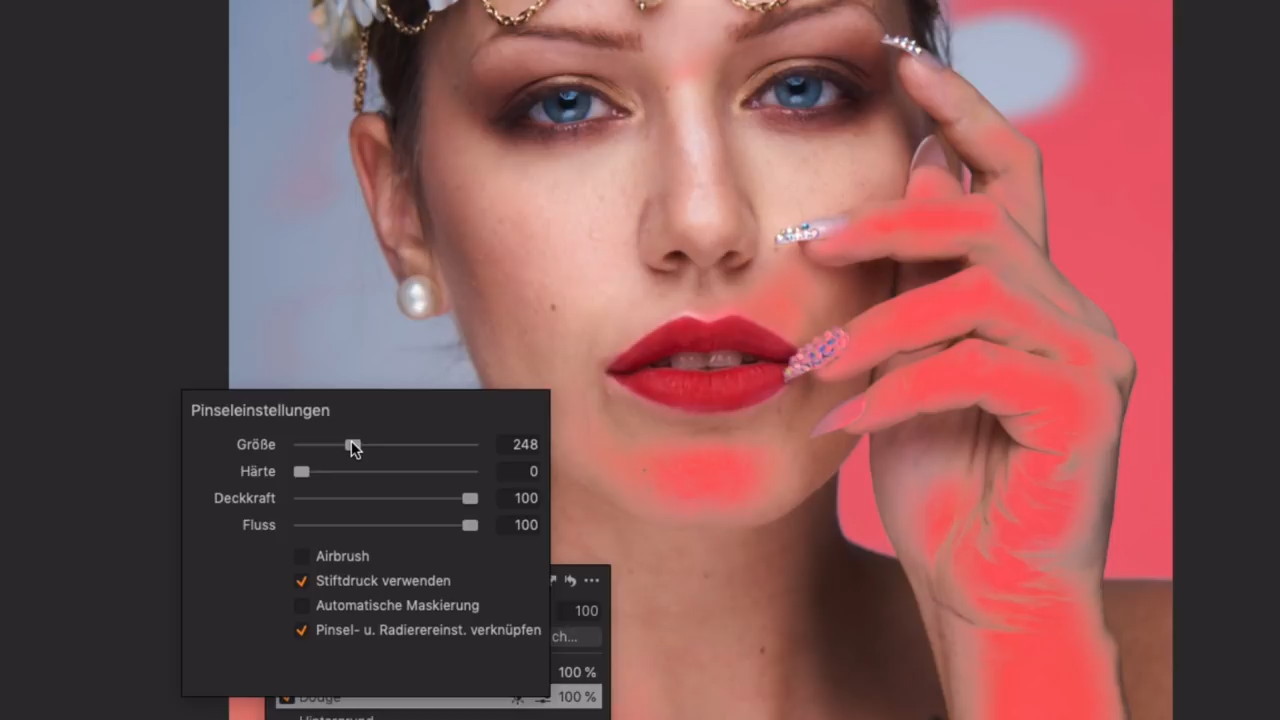 Pinseleinstellungen
Größe 248
Härte 0
Deckkraft 100
Fluss 100
Airbrush
Stiftdruck verwenden
Automatische Maskierung
Pinsel- u. Radierereinst. verknüpfen
100
ch...
100 %
Dodge 100 %
Hintergrund